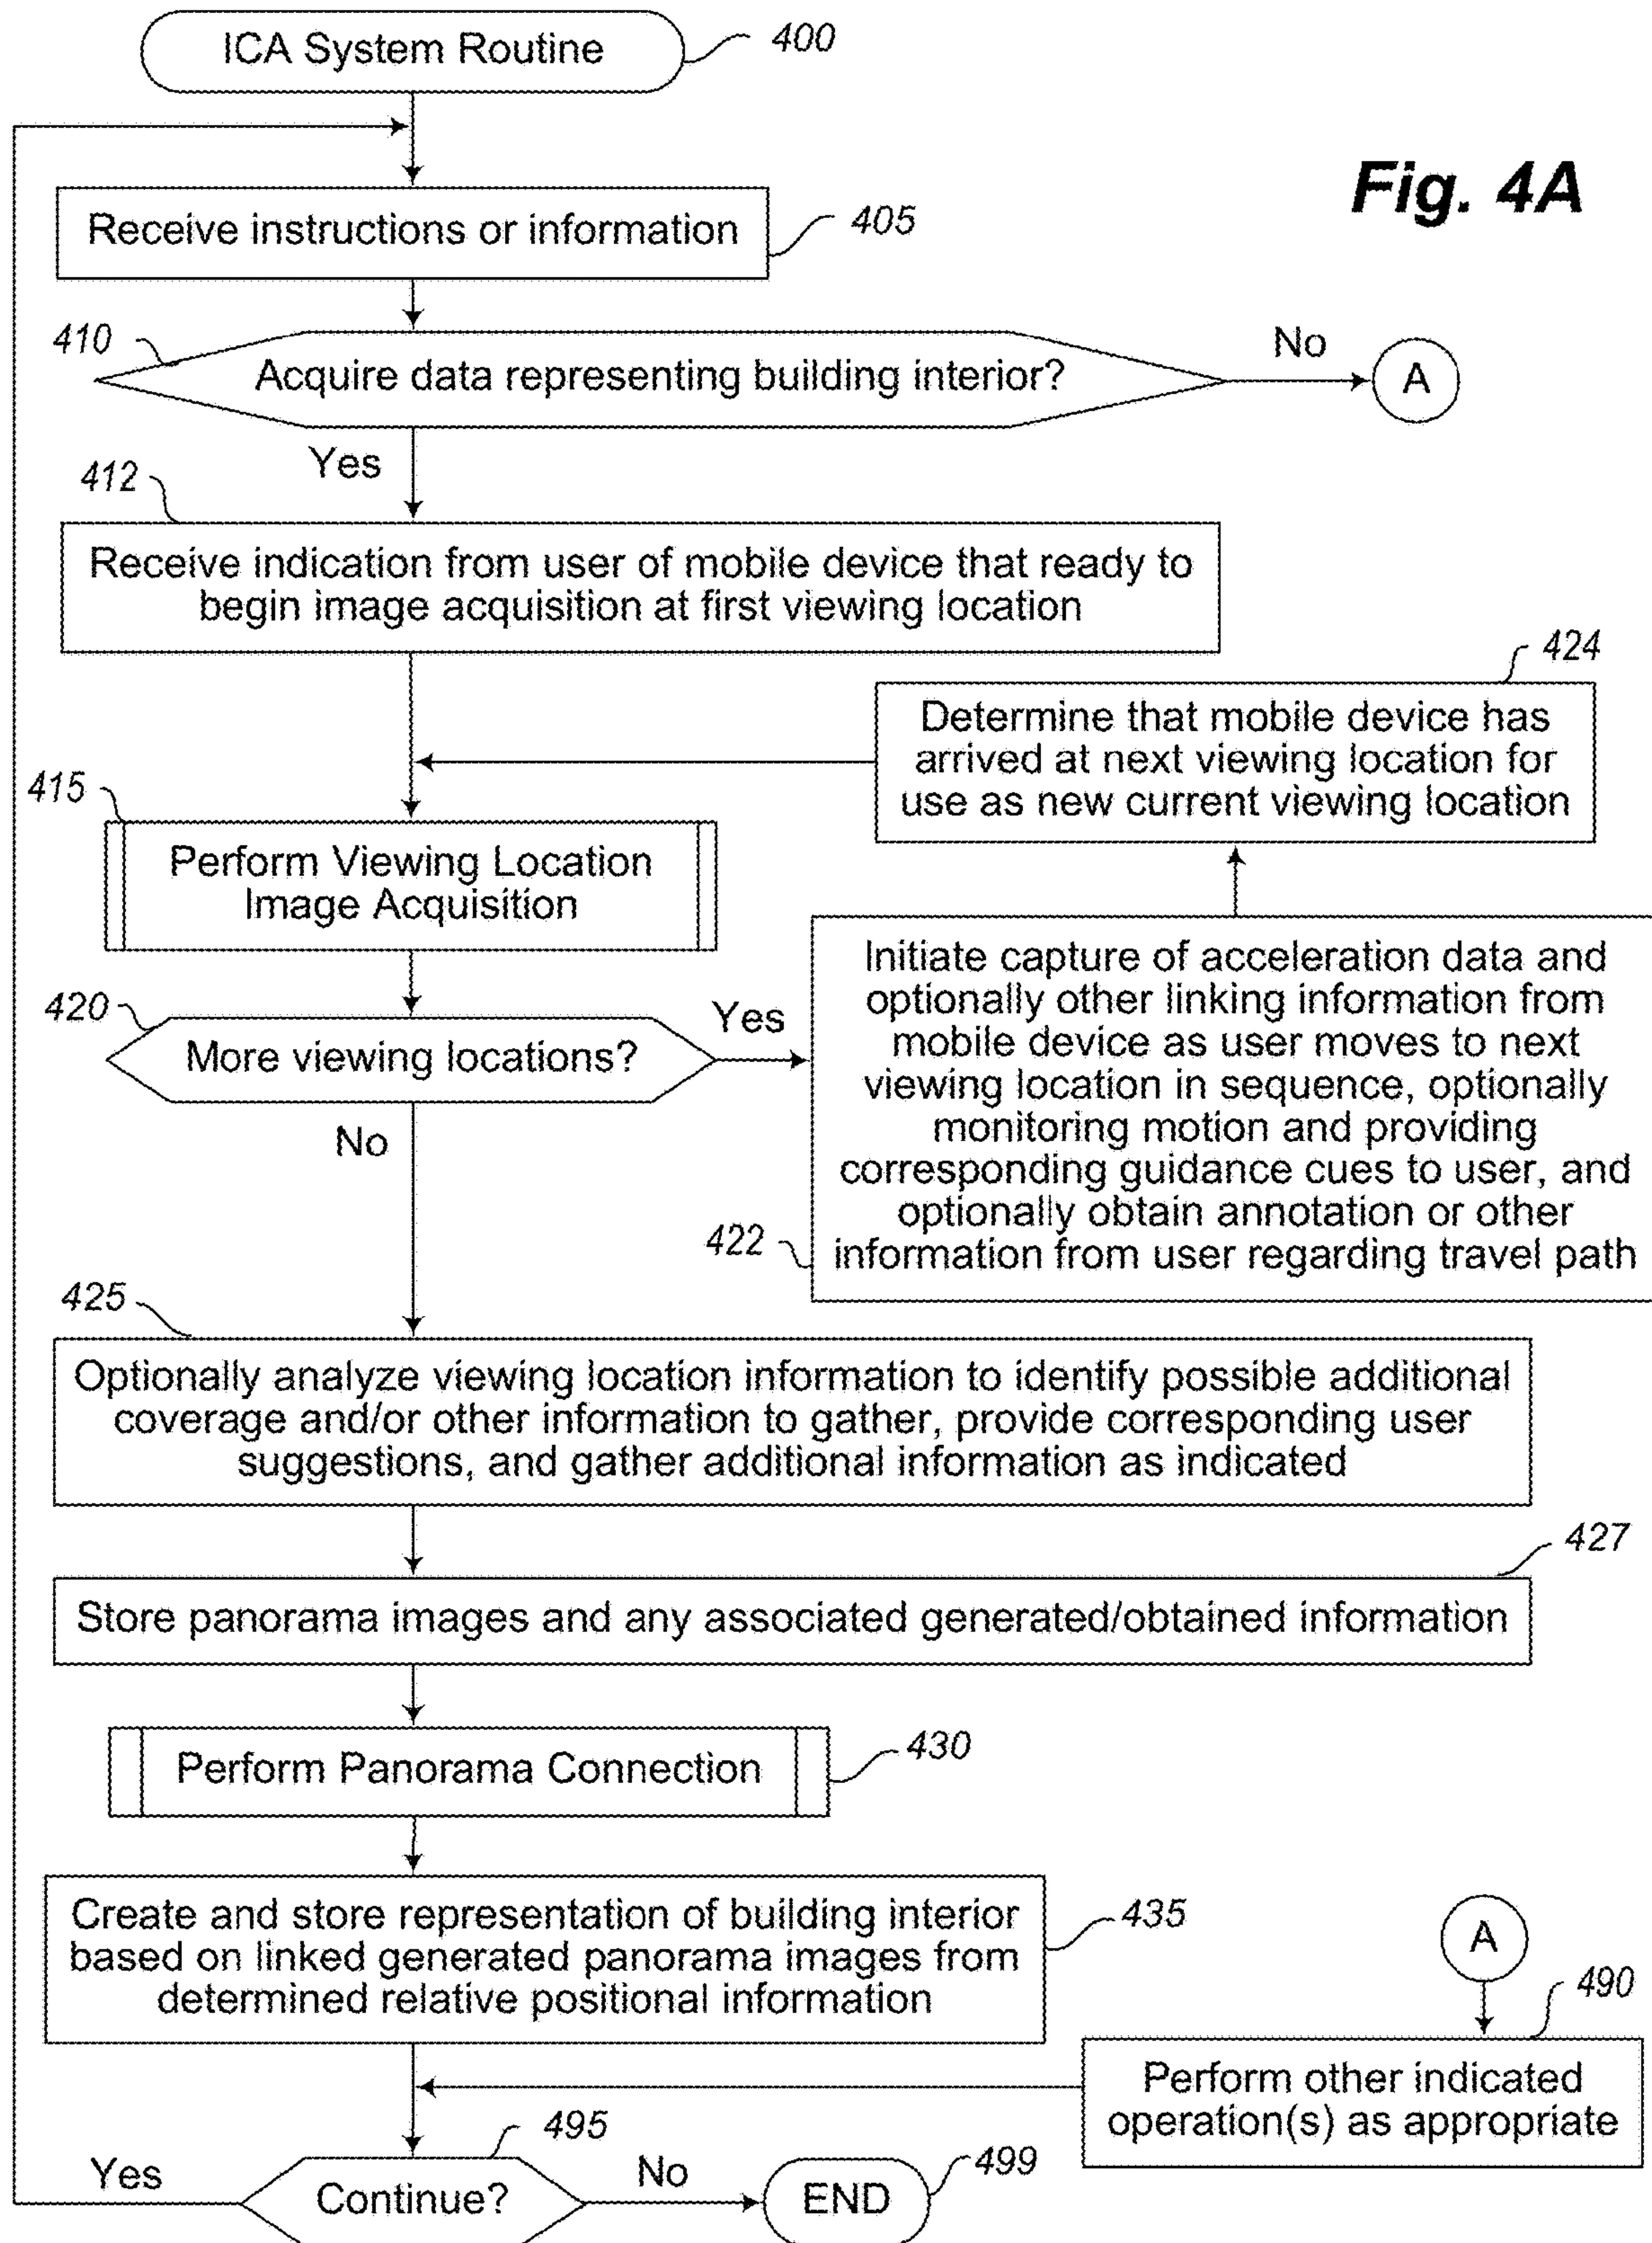 ICA System Routine
400
Fig. 4A
Receive instructions or information
405
410
Acquire data representing building interior?
No
A
Yes
412
Receive indication from user of mobile device that ready to
begin image acquisition at first viewing location
424
Determine that mobile device has
arrived at next viewing location for
use as new current viewing location
415
Perform Viewing Location
Image Acquisition
420
More viewing locations?
Yes
No
Initiate capture of acceleration data and
optionally other linking information from
mobile device as user moves to next
viewing location in sequence, optionally
monitoring motion and providing
corresponding guidance cues to user, and
optionally obtain annotation or other
information from user regarding travel path
422
425
Optionally analyze viewing location information to identify possible additional
coverage and/or other information to gather, provide corresponding user
suggestions, and gather additional information as indicated
427
Store panorama images and any associated generated/obtained information
Perform Panorama Connection
430
Create and store representation of building interior
based on linked generated panorama images from
determined relative positional information
435
A
490
Perform other indicated
operation(s) as appropriate
495
Yes
Continue?
No
END
499